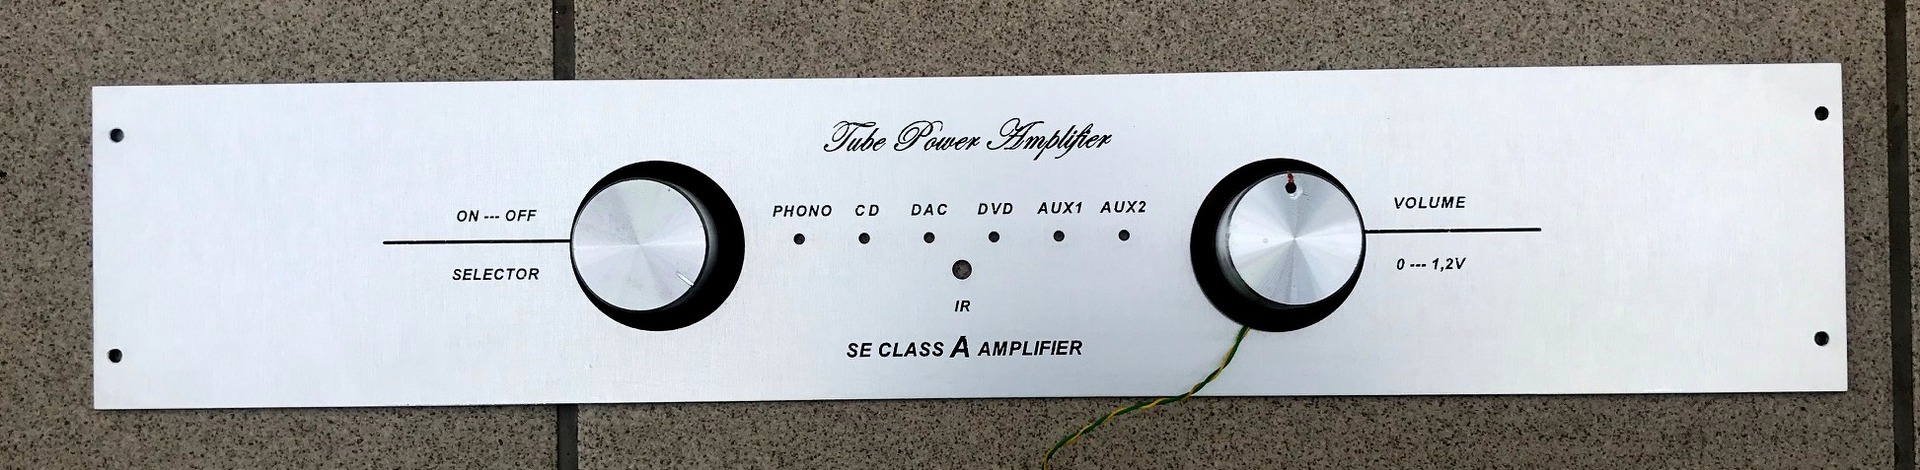 Tube Power Amplifier
ON --- OFF
SELECTOR
PHONO CD DAC DVD AUX1 AUX2
IR
SE CLASS A AMPLIFIER
VOLUME
0 --- 1,2V